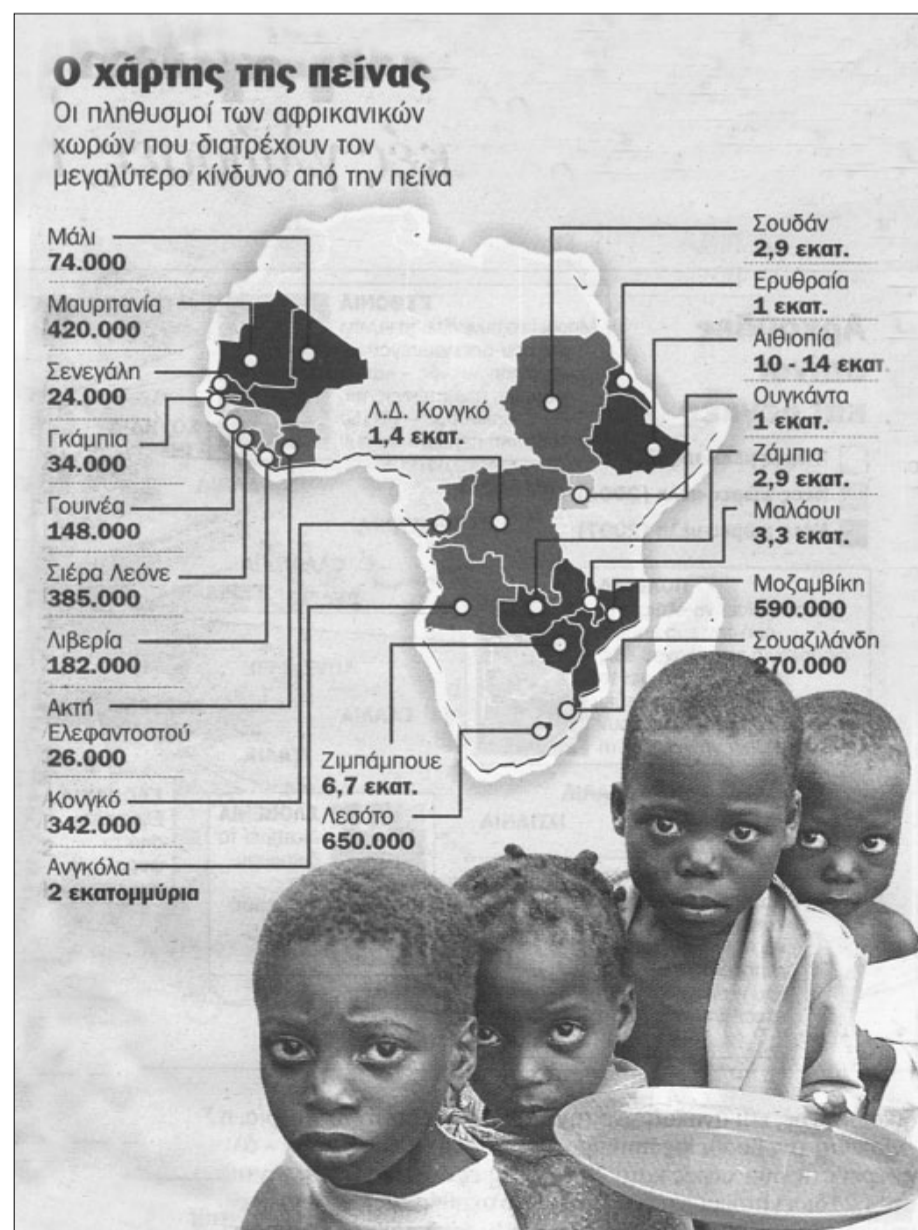 Ο χάρτης της πείνας
Οι πληθυσμοί των αφρικανικών
χωρών που διατρέχουν τον
μεγαλύτερο κίνδυνο από την πείνα
Μάλι
74.000
Μαυριτανία
420.000
Σενεγάλη
24.000
Γκάμπια
34.000
Γουινέα
148.000
Σιέρα Λεόνε
385.000
Λιβερία
182.000
Ακτή
Ελεφαντοστού
26.000
Κονγκό
342.000
Ανγκόλα
2 εκατομμύρια
Λ.Δ. Κονγκό
1,4 εκατ.
Ζιμπάμπουε
6,7 εκατ.
Λεσότο
650.000
Σουδάν
2,9 εκατ.
Ερυθραία
1 εκατ.
Αιθιοπία
10 - 14 εκατ.
Ουγκάντα
1 εκατ.
Ζάμπια
2,9 εκατ.
Μαλάουι
3,3 εκατ.
Μοζαμβίκη
590.000
Σουαζιλάνδη
270.000